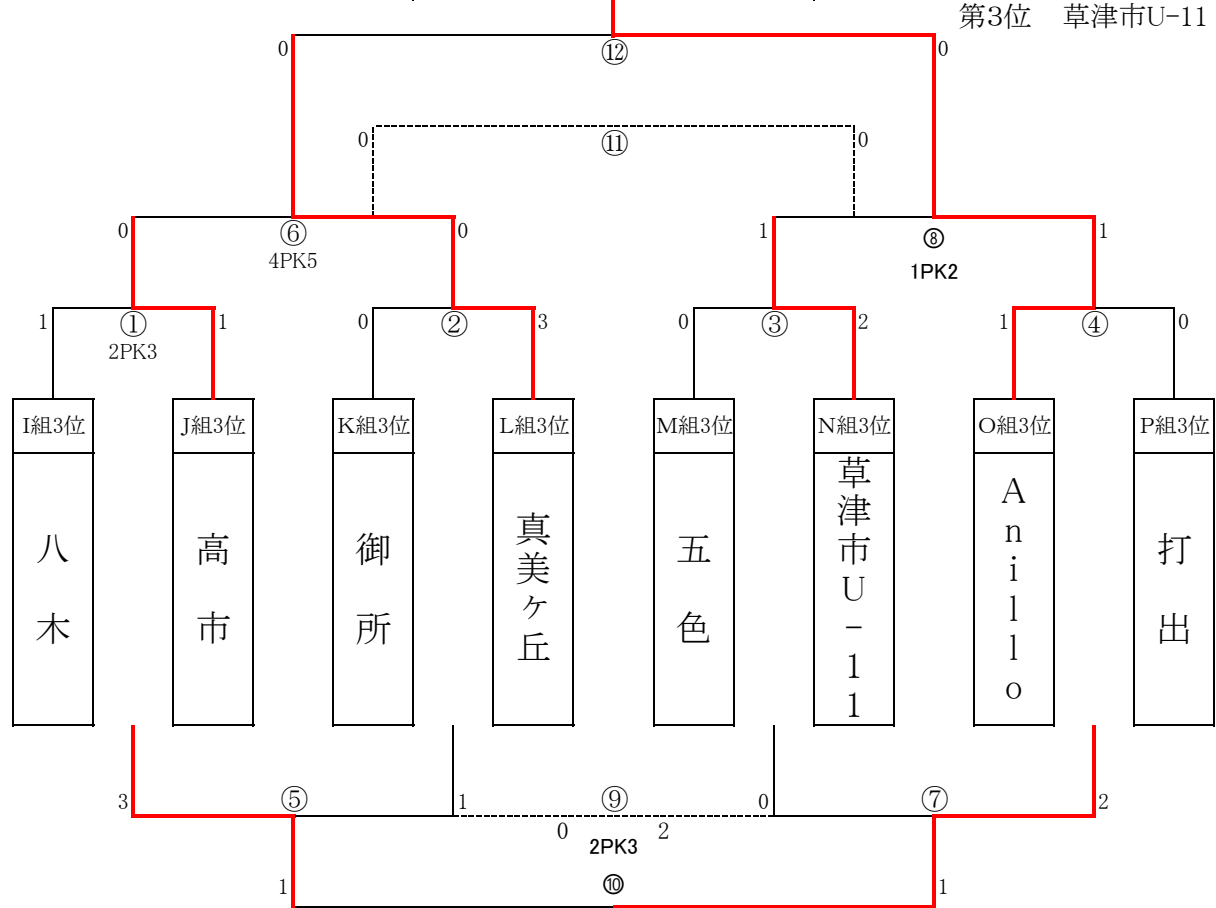 第3位 草津市U-11
0 ⑫ 0
0 ⑪ 0
0 ⑥ 0
4PK5
1 ⑧ 1
1PK2
1 ① 1
2PK3
0 ② 3
0 ③ 2
1 ④ 0
I組3位
J組3位
K組3位
L組3位
M組3位
N組3位
O組3位
P組3位
八木
高市
御所
真美ケ丘
五色
草津市U-11
Anillo
打出
3 ⑤ 1
⑨
0 ⑦ 2
0 2
2PK3
1 ⑩ 1